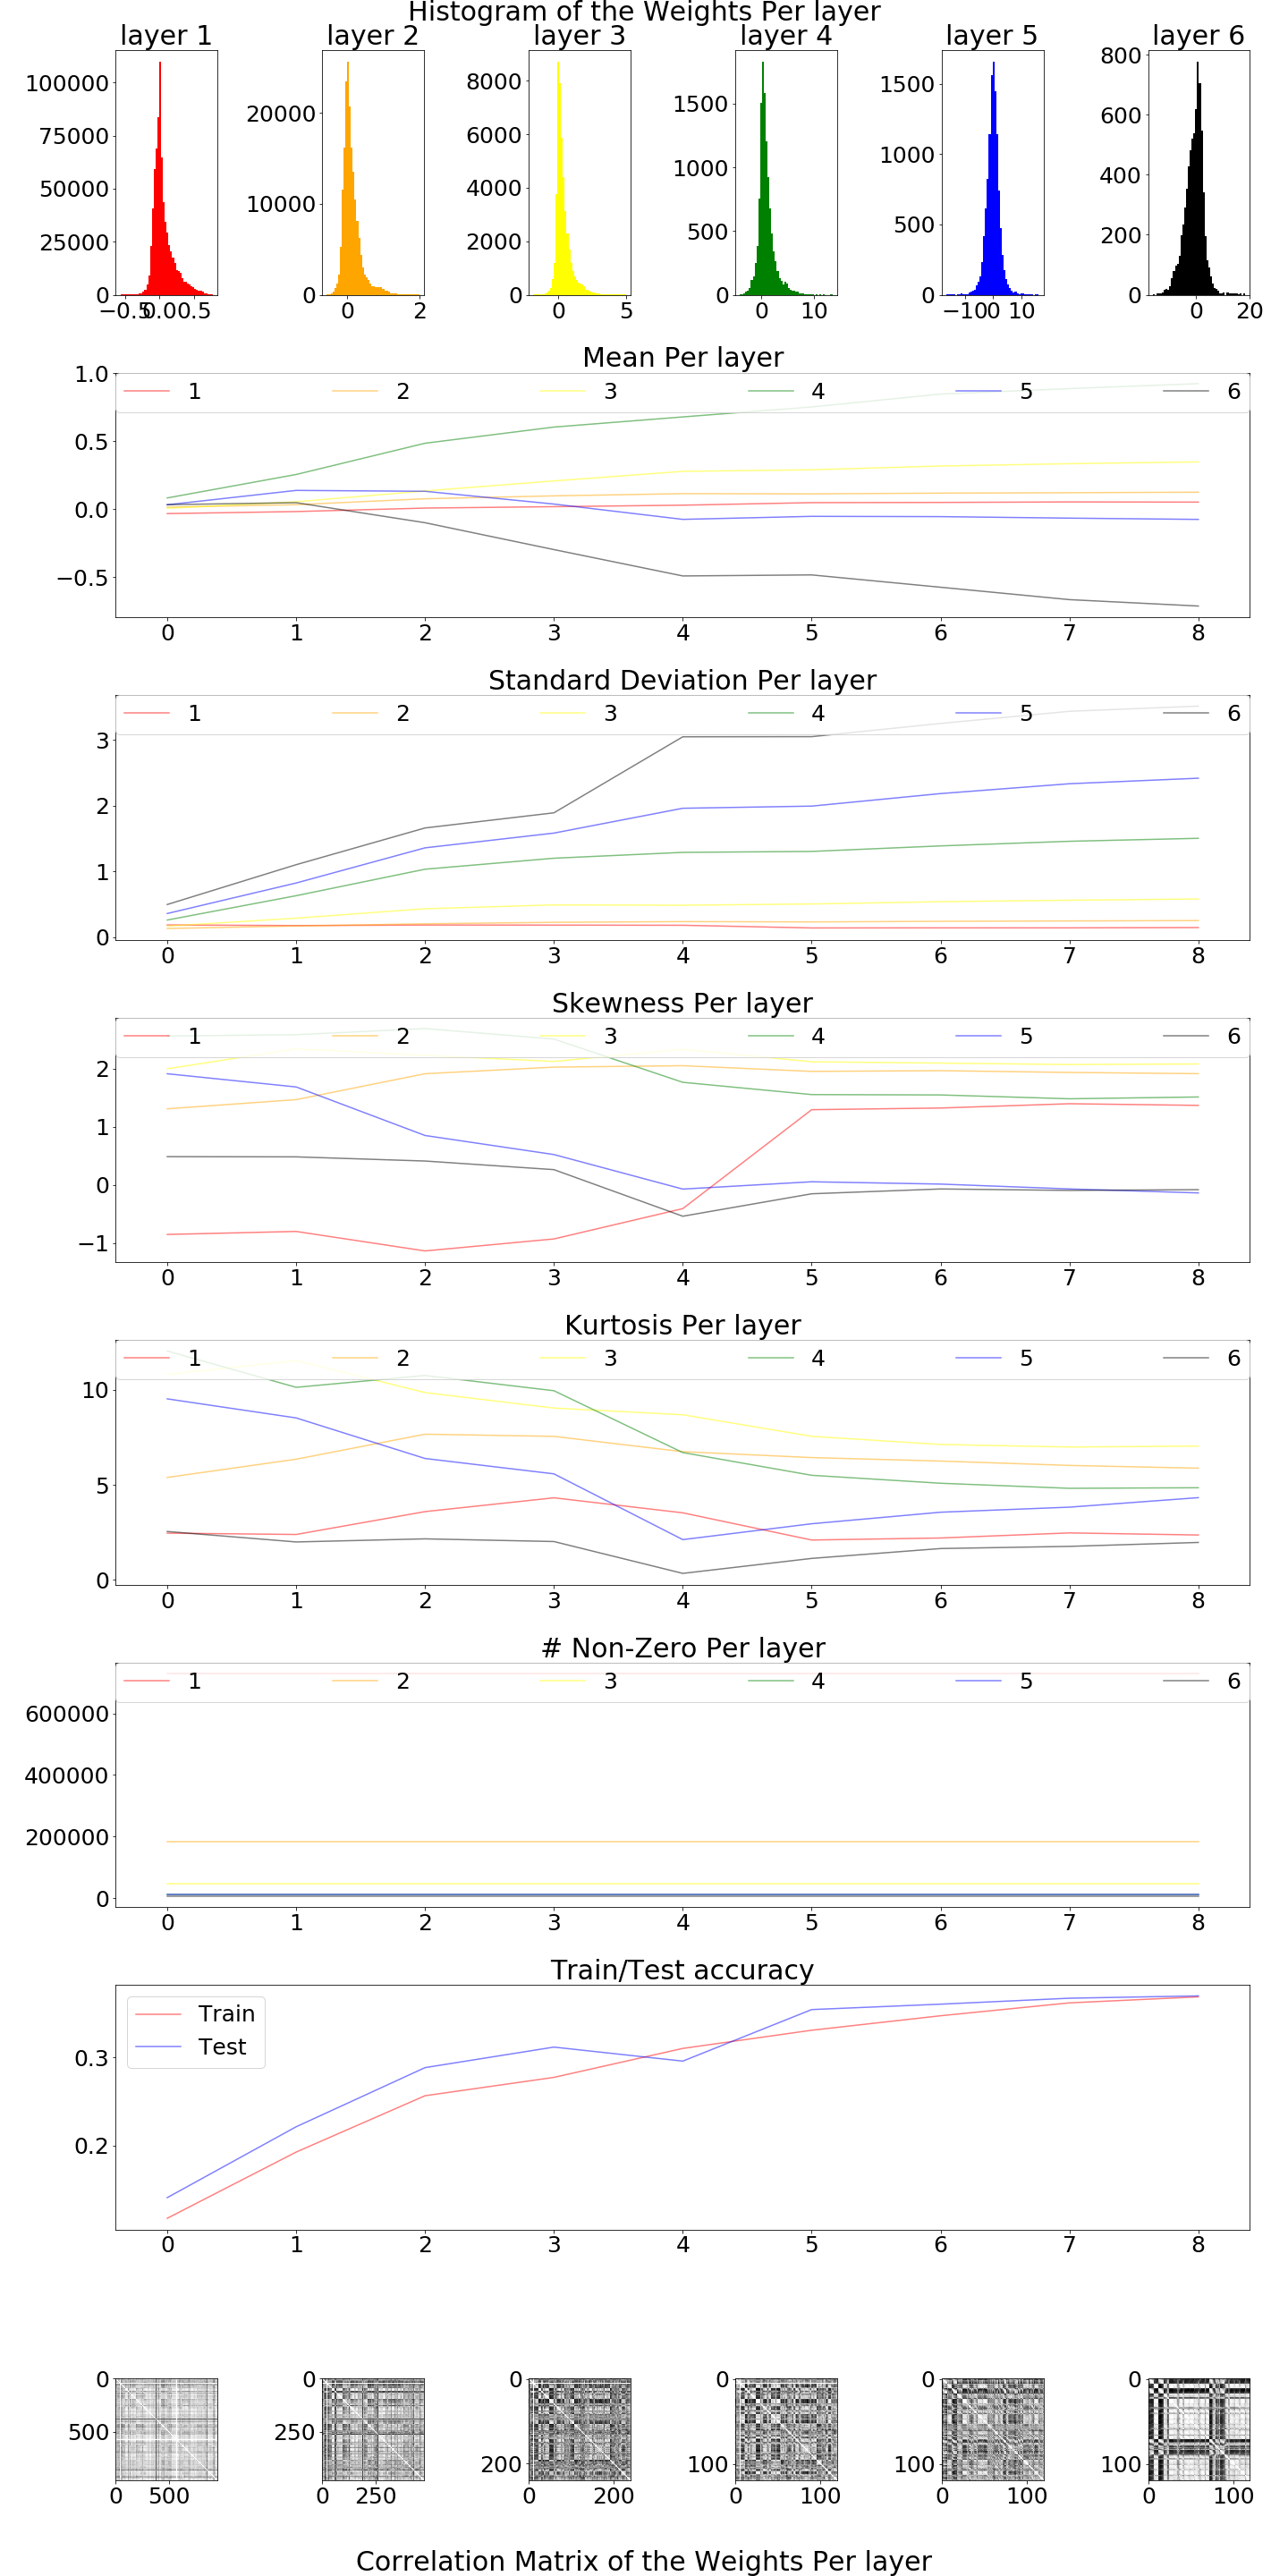 Histogram of the Weights Per layer
layer 1 layer 2 layer 3 layer 4 layer 5 layer 6
100000
75000
50000
25000
0
−0.5 0.0 0.5
20000
10000
0
0 2
8000
6000
4000
2000
0
0 5
1500
1000
500
0
0 10
1500
1000
500
0
−10 0 10
800
600
400
200
0
0 20
Mean Per layer
1 2 3 4 5 6
1.0
0.5
0.0
−0.5
0 1 2 3 4 5 6 7 8
Standard Deviation Per layer
1 2 3 4 5 6
3
2
1
0
0 1 2 3 4 5 6 7 8
Skewness Per layer
1 2 3 4 5 6
2
1
0
−1
0 1 2 3 4 5 6 7 8
Kurtosis Per layer
1 2 3 4 5 6
10
5
0
0 1 2 3 4 5 6 7 8
# Non-Zero Per layer
1 2 3 4 5 6
600000
400000
200000
0
0 1 2 3 4 5 6 7 8
Train/Test accuracy
Train
Test
0.3
0.2
0 1 2 3 4 5 6 7 8
0
500
0 500
0
250
0 250
0
200
0 200
0
100
0 100
0
100
0 100
0
100
0 100
Correlation Matrix of the Weights Per layer